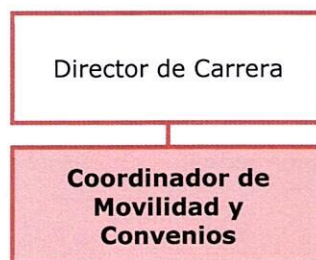 Director de Carrera
Coordinador de
Movilidad y
Convenios